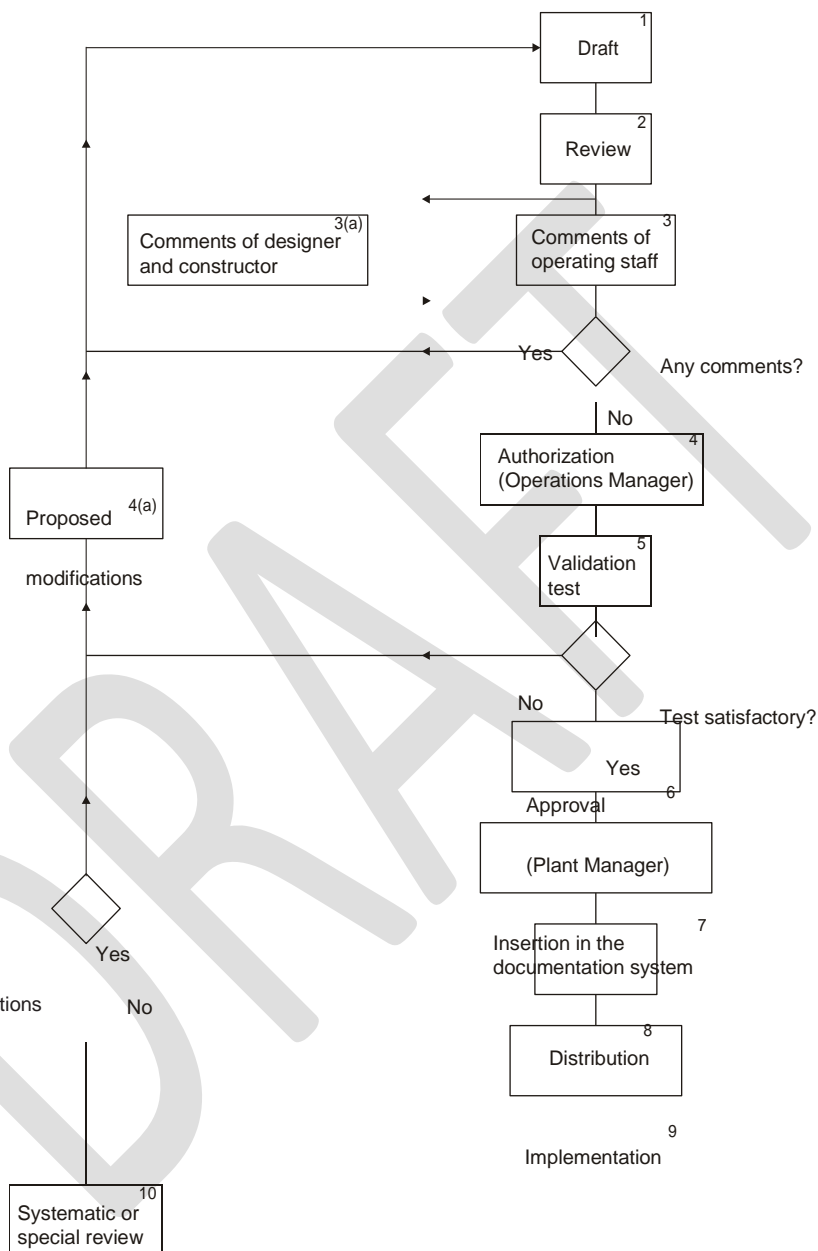 1
Draft
2
Review
3(a)
Comments of designer
and constructor
3
Comments of
operating staff
Yes
Any comments?
No
4
Authorization
(Operations Manager)
4(a)
Proposed
modifications
5
Validation
test
No
Test satisfactory?
Yes
6
Approval
(Plant Manager)
7
Insertion in the
documentation system
Yes
tions
No
8
Distribution
9
Implementation
10
Systematic or
special review
DRAFT